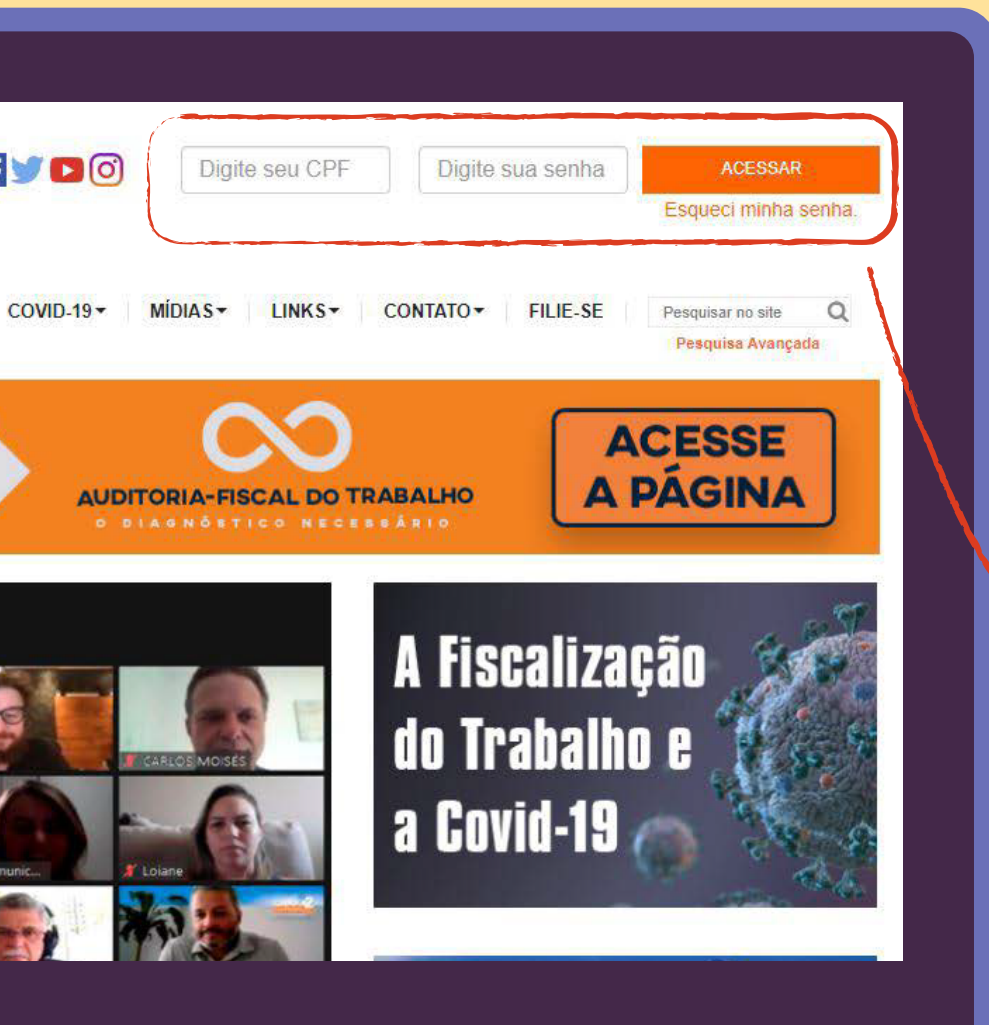 Digite seu CPF
Digite sua senha
ACESSAR
Esqueci minha senha.
COVID-19
MÍDIAS
LINKS
CONTATO
FILIE-SE
Pesquisar no site
Pesquisa Avançada
AUDITORIA-FISCAL DO TRABALHO
O DIAGNÓSTICO NECESSÁRIO
ACESSE
A PÁGINA
A Fiscalização
do Trabalho e
a Covid-19
CARLOS MOISÉS
Loiane